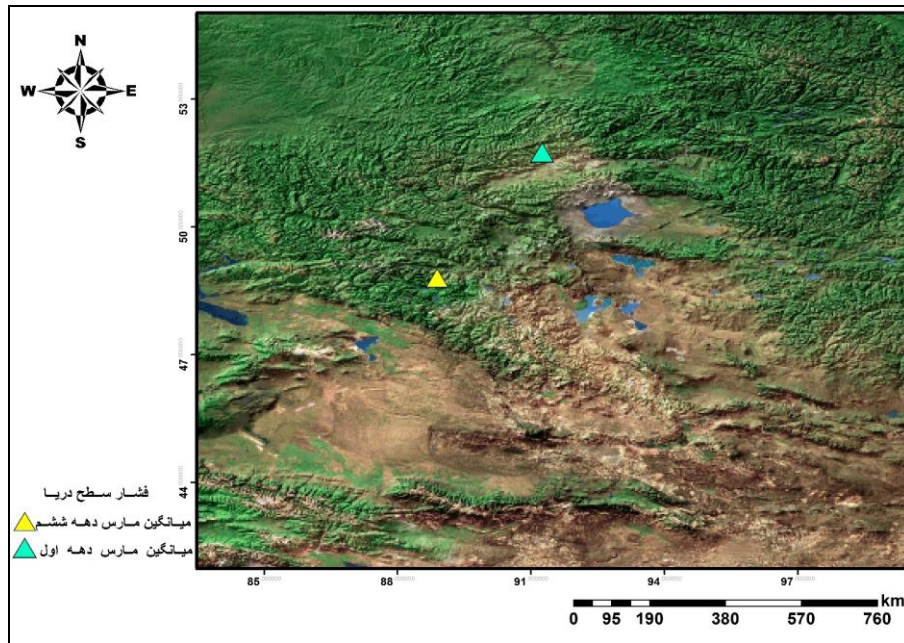 N
W E
S
53
50
47
44
فشار سطح دریا
میانگین مارس دهه ششم
میانگین مارس دهه اول
85 88 91 94 97
km
0 95 190 380 570 760